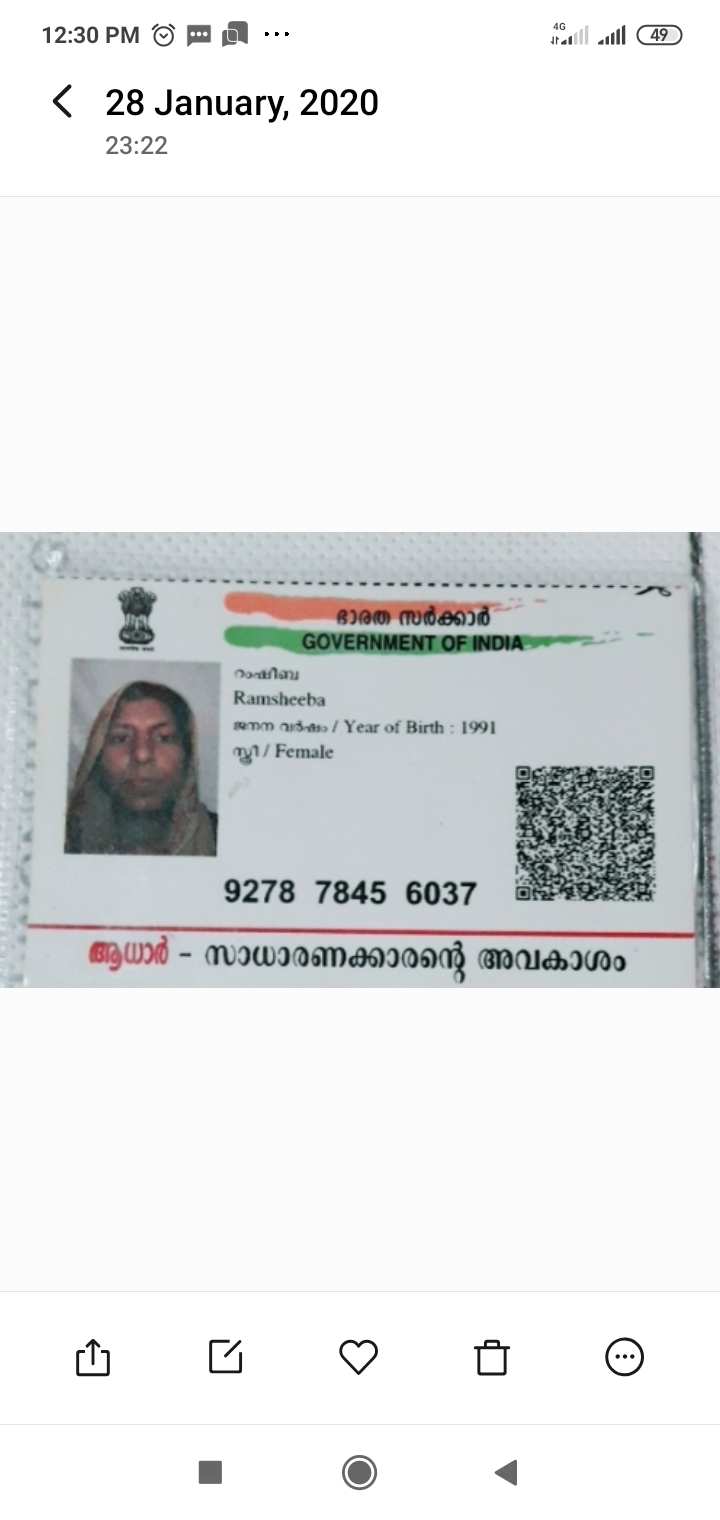 12:30 PM
4G
49
28 January, 2020
23:22
ഭാരത സർക്കാർ
GOVERNMENT OF INDIA
റാംഷീബ
Ramsheeba
ജനന വർഷം / Year of Birth : 1991
സ്ത്രീ / Female
9278 7845 6037
ആധാർ – സാധാരണക്കാരന്റെ അവകാശം